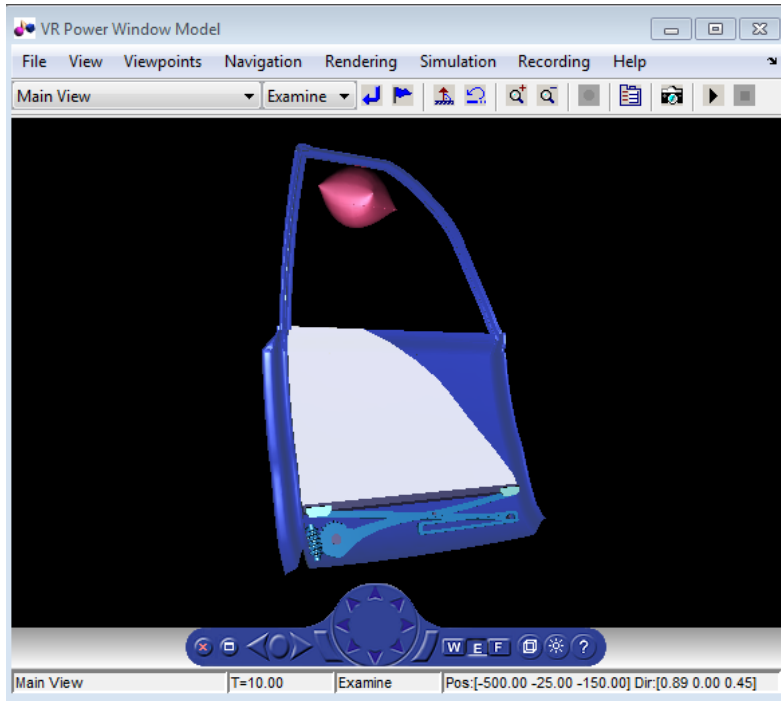 VR Power Window Model
File View Viewpoints Navigation Rendering Simulation Recording Help
Main View Examine
W E F ?
Main View T=10.00 Examine Pos:[-500.00 -25.00 -150.00] Dir:[0.89 0.00 0.45]